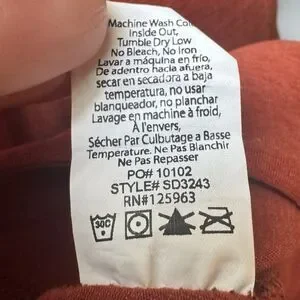 Machine Wash Col
Inside Out,
Tumble Dry Low
No Bleach, No Iron
Lavar a máquina en frío,
De adentro hacia afuera,
secar en secadora a baja
temperatura, no usar
blanqueador, no planchar
Lavage en machine à froid,
À l'envers,
Sécher Par Culbutage a Basse
Temperature. Ne Pas Blanchir
Ne Pas Repasser
PO# 10102
STYLE# SD3243
RN#125963
30C